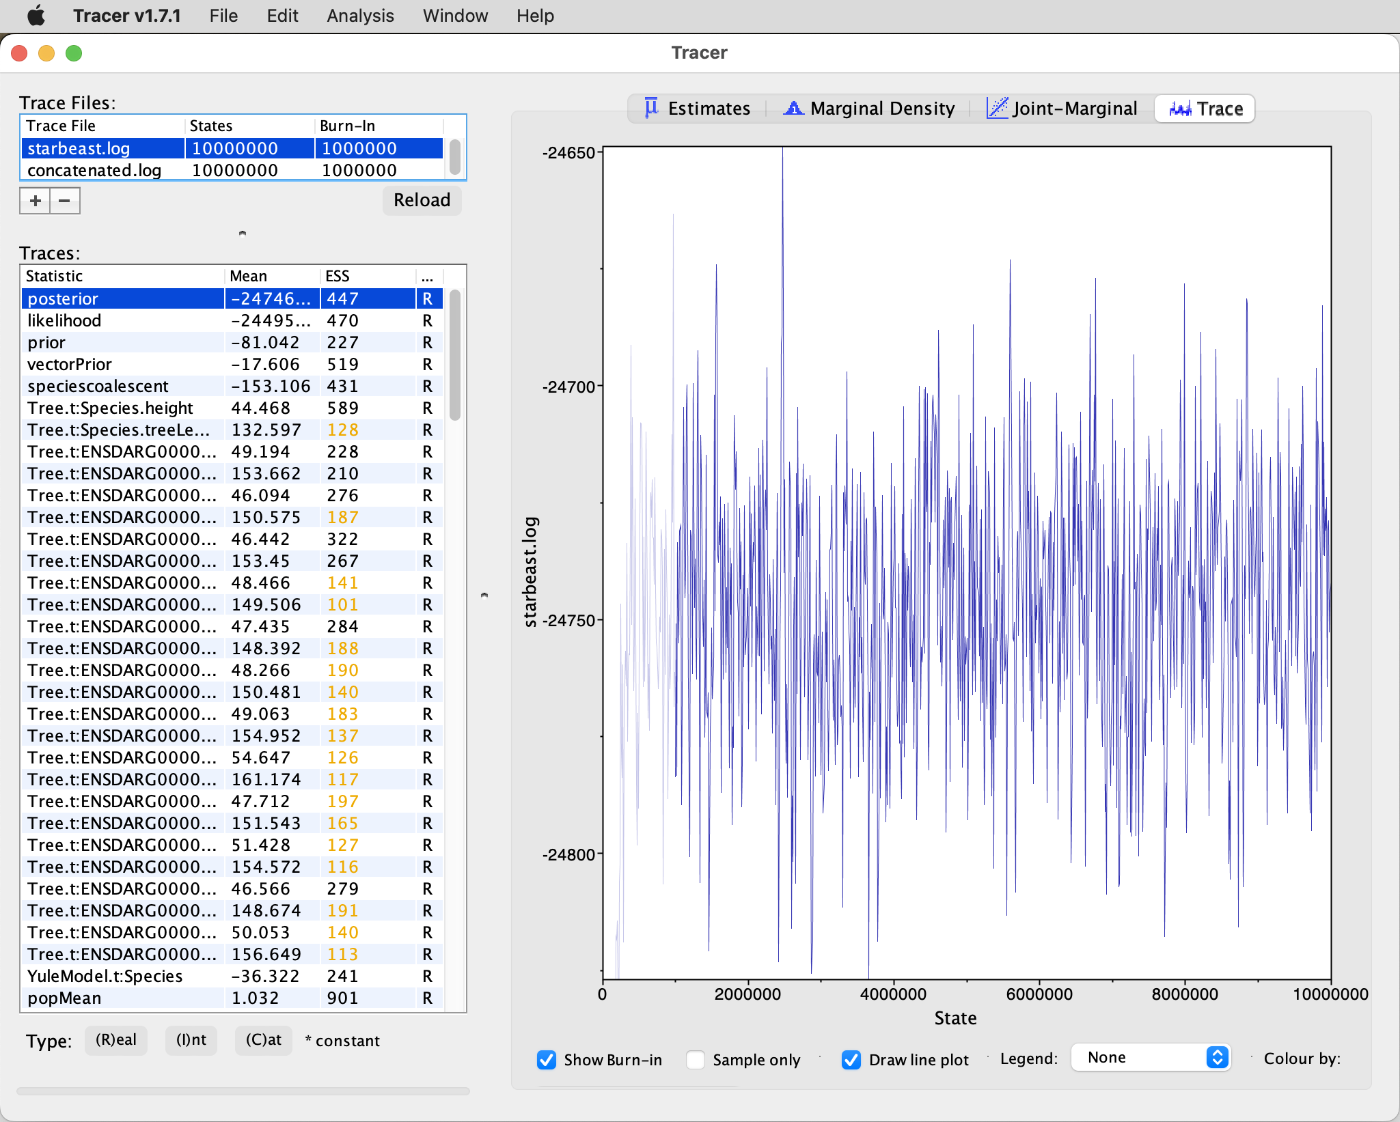 Tracer v1.7.1 File Edit Analysis Window Help
Tracer
Trace Files:
Trace File States Burn-In
starbeast.log 10000000 1000000
concatenated.log 10000000 1000000
+ − Reload
Traces:
Statistic Mean ESS ...
posterior -24746... 447 R
likelihood -24495... 470 R
prior -81.042 227 R
vectorPrior -17.606 519 R
speciescoalescent -153.106 431 R
Tree.t:Species.height 44.468 589 R
Tree.t:Species.treeLe... 132.597 128 R
Tree.t:ENSDARG0000... 49.194 228 R
Tree.t:ENSDARG0000... 153.662 210 R
Tree.t:ENSDARG0000... 46.094 276 R
Tree.t:ENSDARG0000... 150.575 187 R
Tree.t:ENSDARG0000... 46.442 322 R
Tree.t:ENSDARG0000... 153.45 267 R
Tree.t:ENSDARG0000... 48.466 141 R
Tree.t:ENSDARG0000... 149.506 101 R
Tree.t:ENSDARG0000... 47.435 284 R
Tree.t:ENSDARG0000... 148.392 188 R
Tree.t:ENSDARG0000... 48.266 190 R
Tree.t:ENSDARG0000... 150.481 140 R
Tree.t:ENSDARG0000... 49.063 183 R
Tree.t:ENSDARG0000... 154.952 137 R
Tree.t:ENSDARG0000... 54.647 126 R
Tree.t:ENSDARG0000... 161.174 117 R
Tree.t:ENSDARG0000... 47.712 197 R
Tree.t:ENSDARG0000... 151.543 165 R
Tree.t:ENSDARG0000... 51.428 127 R
Tree.t:ENSDARG0000... 154.572 116 R
Tree.t:ENSDARG0000... 46.566 279 R
Tree.t:ENSDARG0000... 148.674 191 R
Tree.t:ENSDARG0000... 50.053 140 R
Tree.t:ENSDARG0000... 156.649 113 R
YuleModel.t:Species -36.322 241 R
popMean 1.032 901 R
Type: (R)eal (I)nt (C)at * constant
Estimates Marginal Density Joint-Marginal Trace
-24650
-24700
-24750
-24800
starbeast.log
0 2000000 4000000 6000000 8000000 10000000
State
Show Burn-in Sample only Draw line plot Legend: None Colour by: